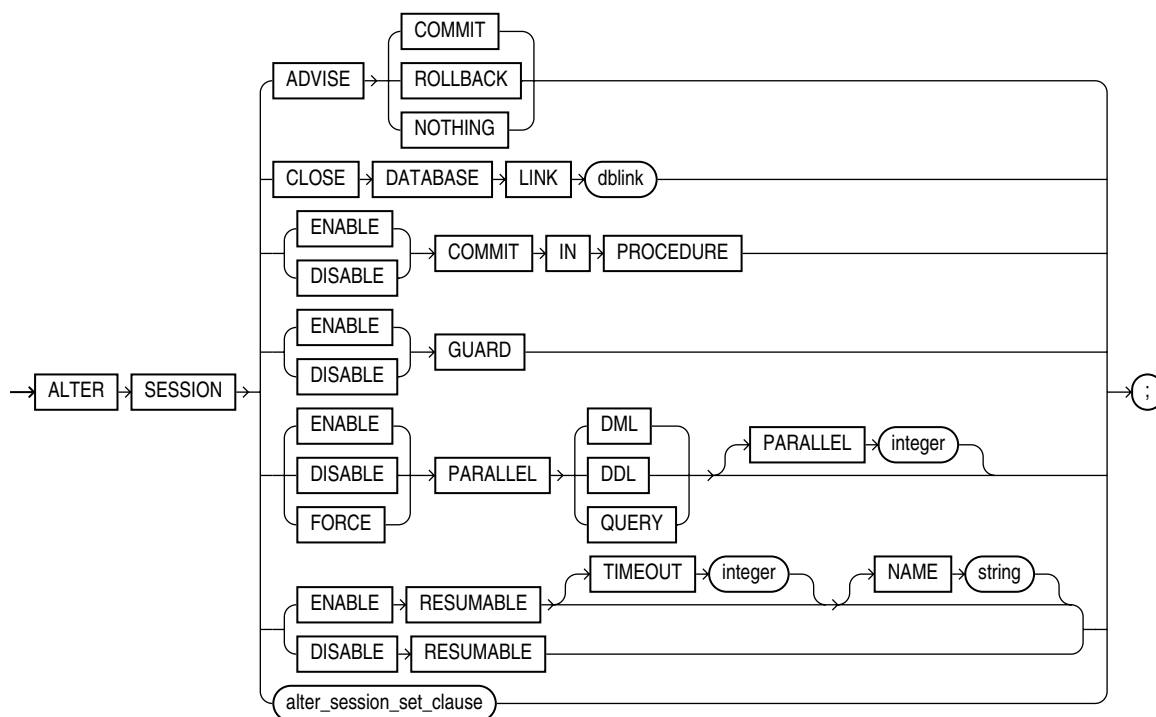 COMMIT
ADVISE ROLLBACK
NOTHING
CLOSE DATABASE LINK dblink
ENABLE
COMMIT IN PROCEDURE
DISABLE
ENABLE
GUARD
DISABLE
ALTER SESSION ;
ENABLE DML PARALLEL integer
DISABLE PARALLEL DDL
FORCE QUERY
TIMEOUT integer NAME string
ENABLE RESUMABLE
DISABLE RESUMABLE
alter_session_set_clause